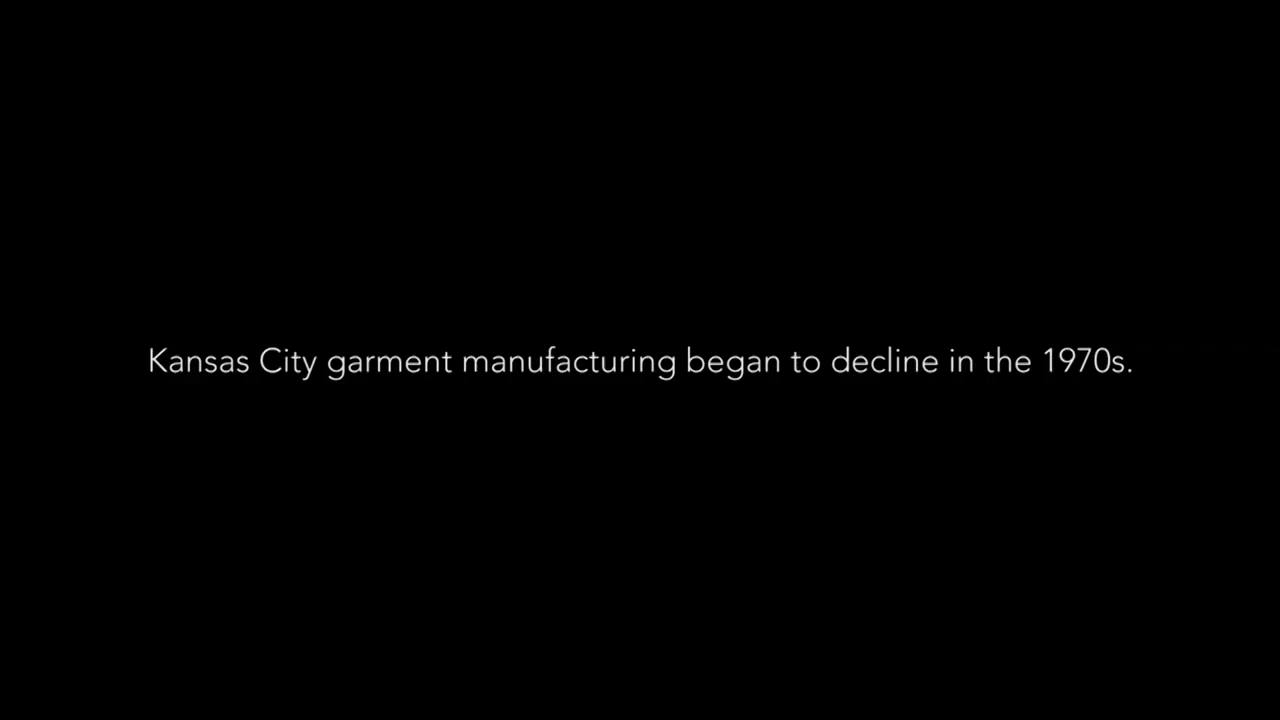 Kansas City garment manufacturing began to decline in the 1970s.